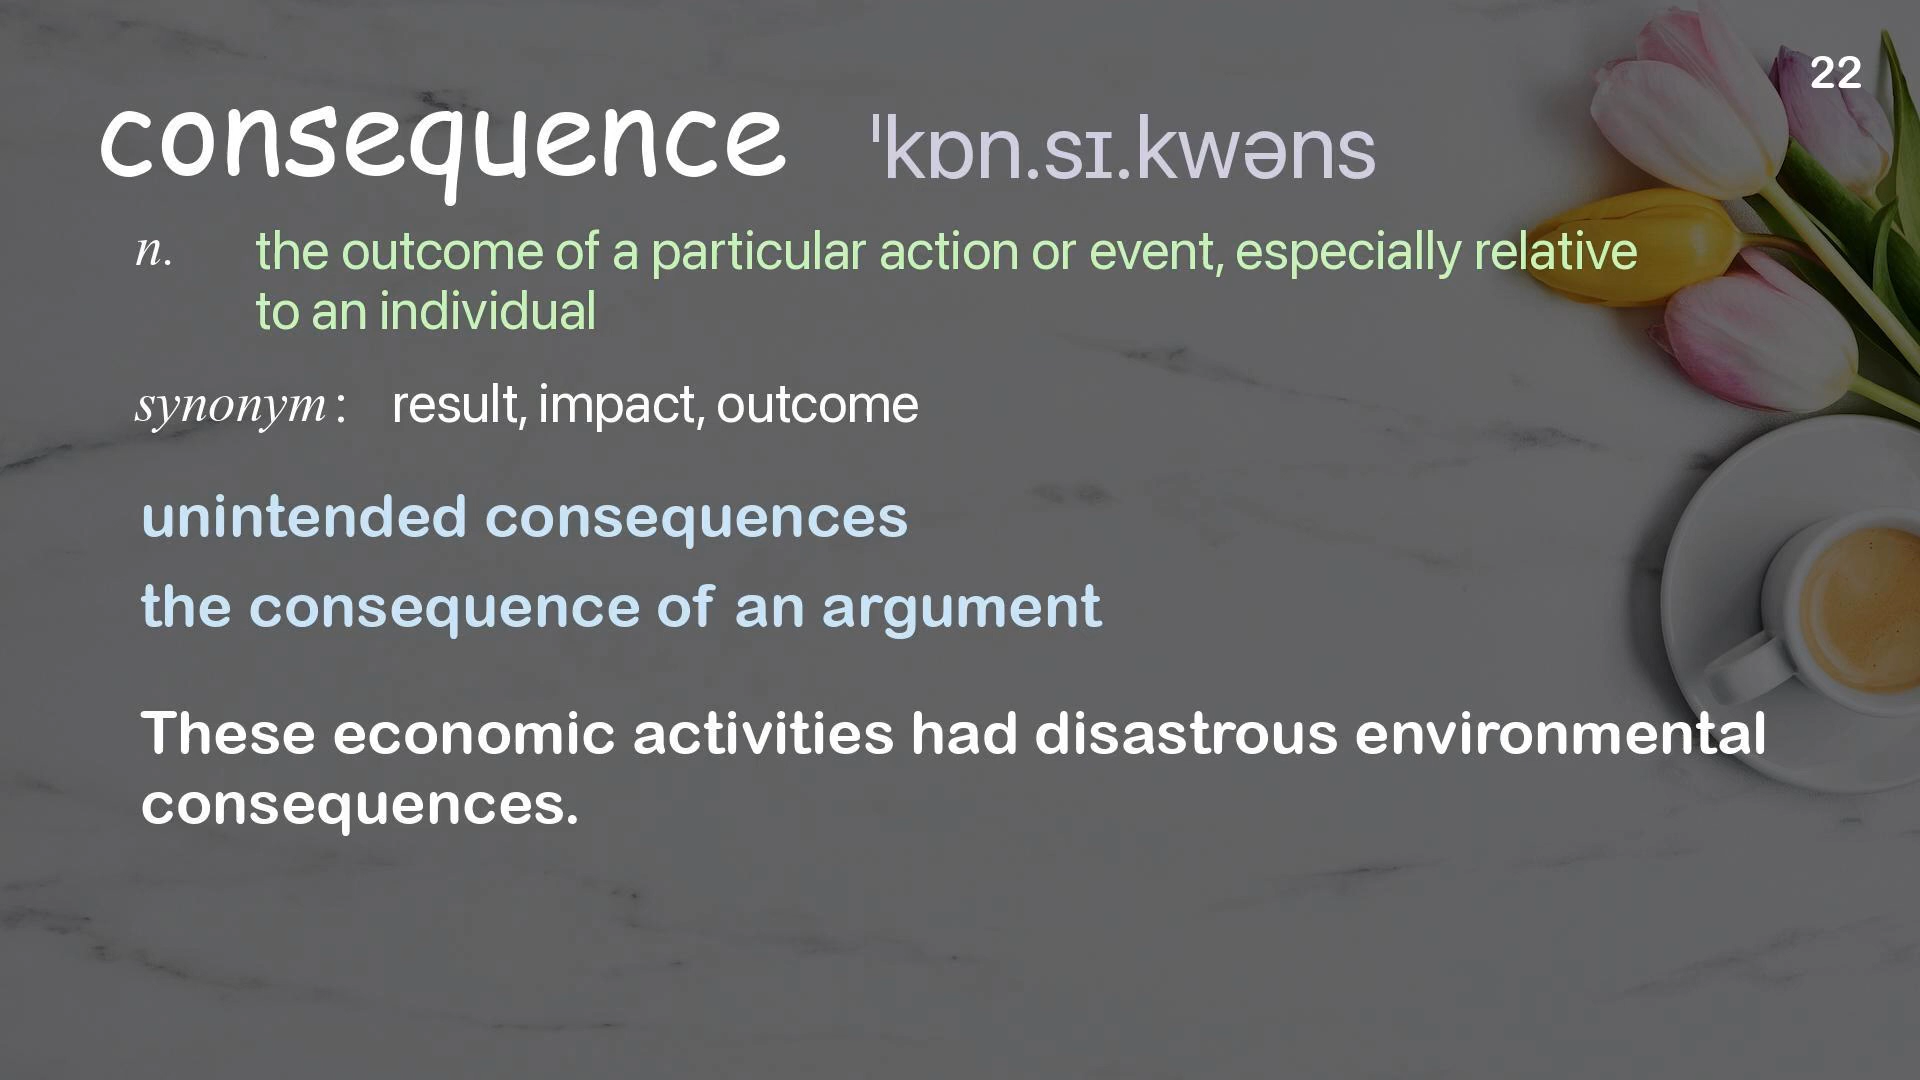 22
consequence ˈkɒn.sɪ.kwəns
n. the outcome of a particular action or event, especially relative
to an individual
synonym: result, impact, outcome
unintended consequences
the consequence of an argument
These economic activities had disastrous environmental
consequences.